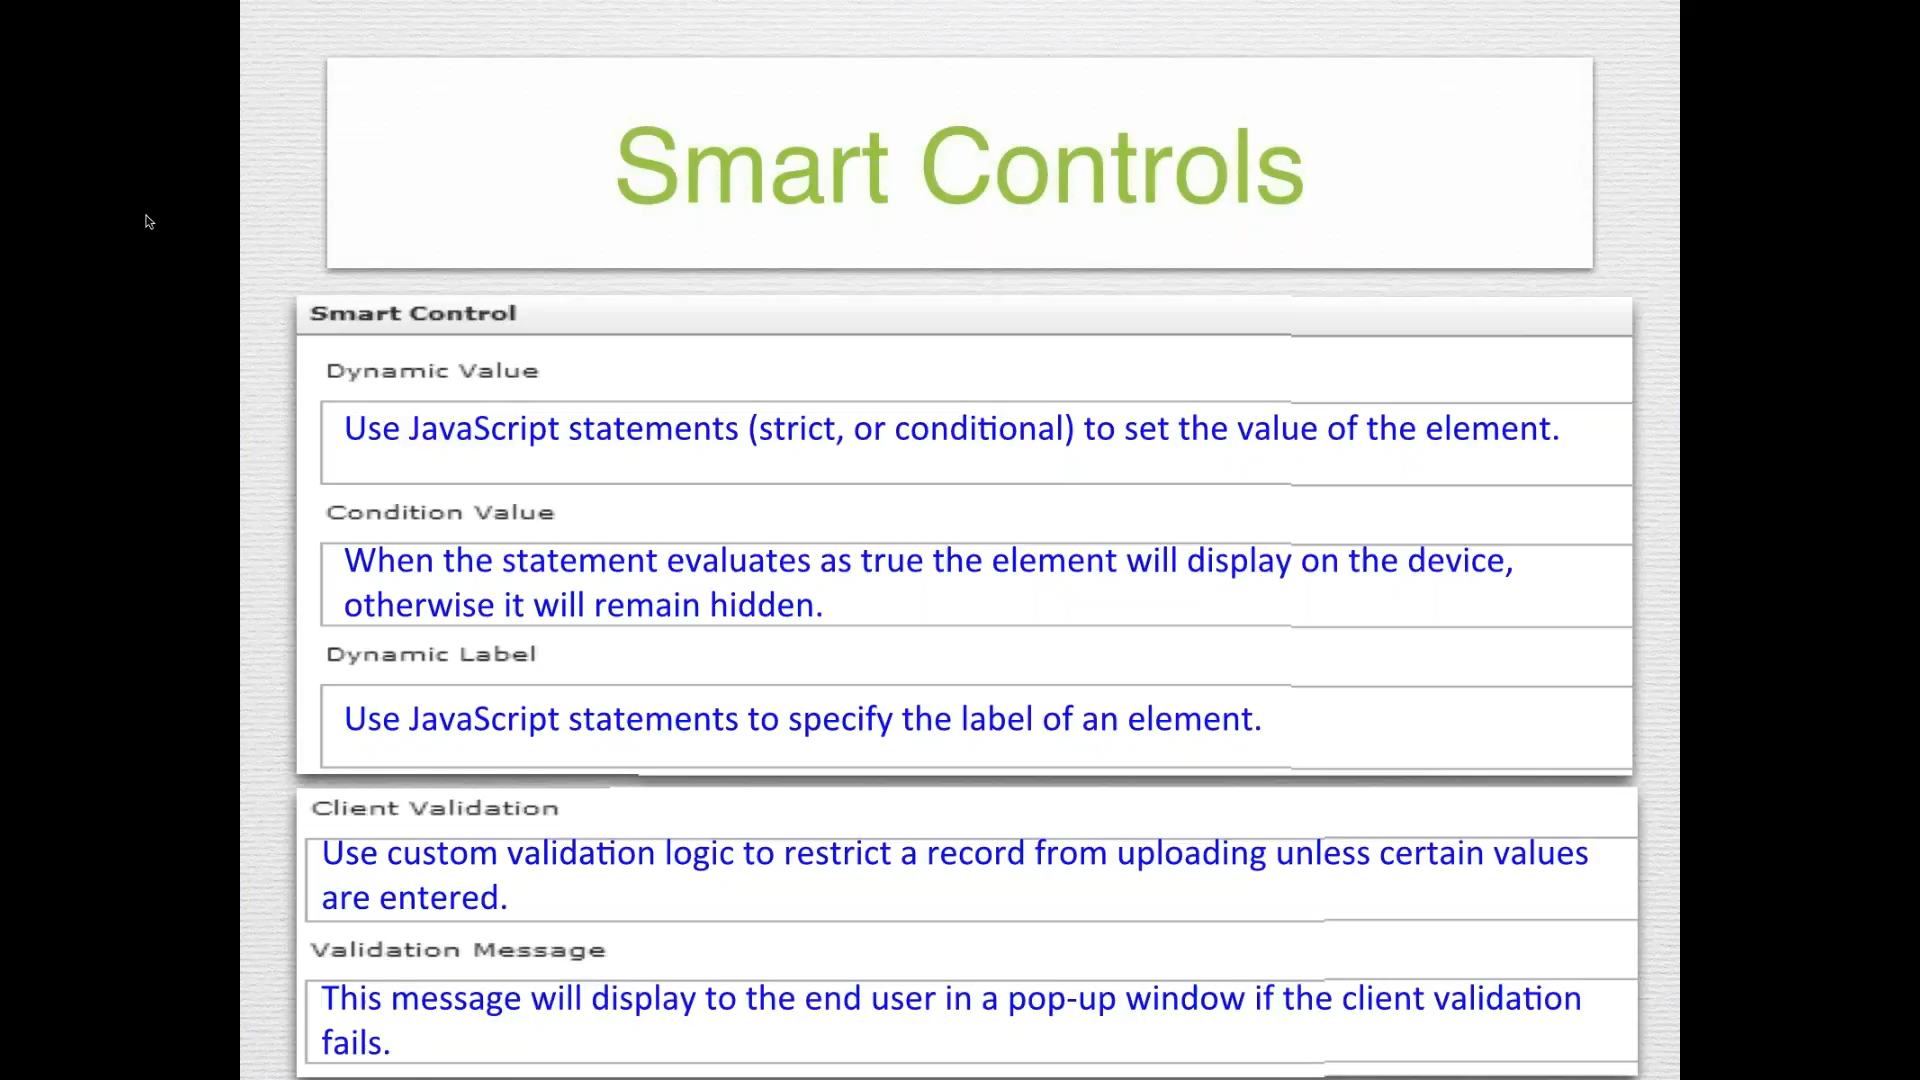 Smart Controls
Smart Control
Dynamic Value
Use JavaScript statements (strict, or conditional) to set the value of the element.
Condition Value
When the statement evaluates as true the element will display on the device,
otherwise it will remain hidden.
Dynamic Label
Use JavaScript statements to specify the label of an element.
Client Validation
Use custom validation logic to restrict a record from uploading unless certain values
are entered.
Validation Message
This message will display to the end user in a pop-up window if the client validation
fails.